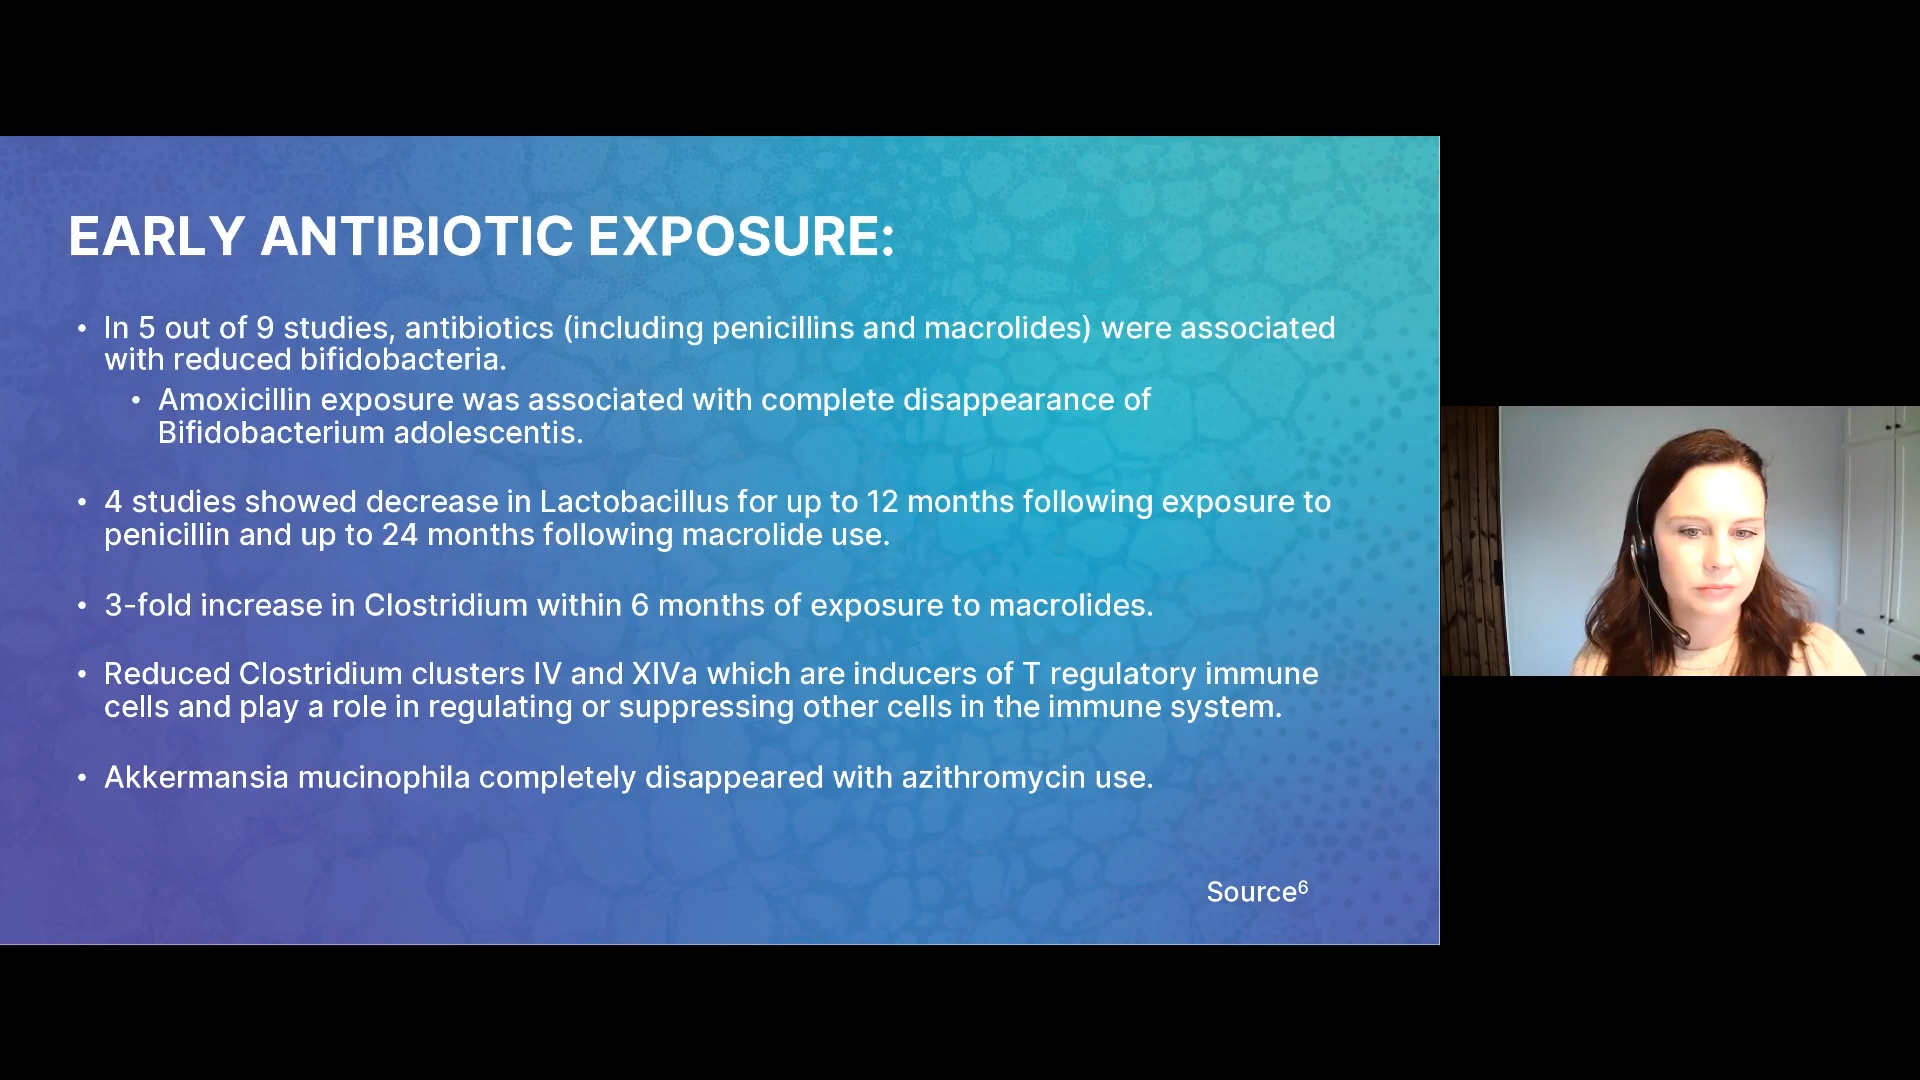 EARLY ANTIBIOTIC EXPOSURE:
• In 5 out of 9 studies, antibiotics (including penicillins and macrolides) were associated
with reduced bifidobacteria.
• Amoxicillin exposure was associated with complete disappearance of
Bifidobacterium adolescentis.
• 4 studies showed decrease in Lactobacillus for up to 12 months following exposure to
penicillin and up to 24 months following macrolide use.
• 3-fold increase in Clostridium within 6 months of exposure to macrolides.
• Reduced Clostridium clusters IV and XIVa which are inducers of T regulatory immune
cells and play a role in regulating or suppressing other cells in the immune system.
• Akkermansia mucinophila completely disappeared with azithromycin use.
Source⁶